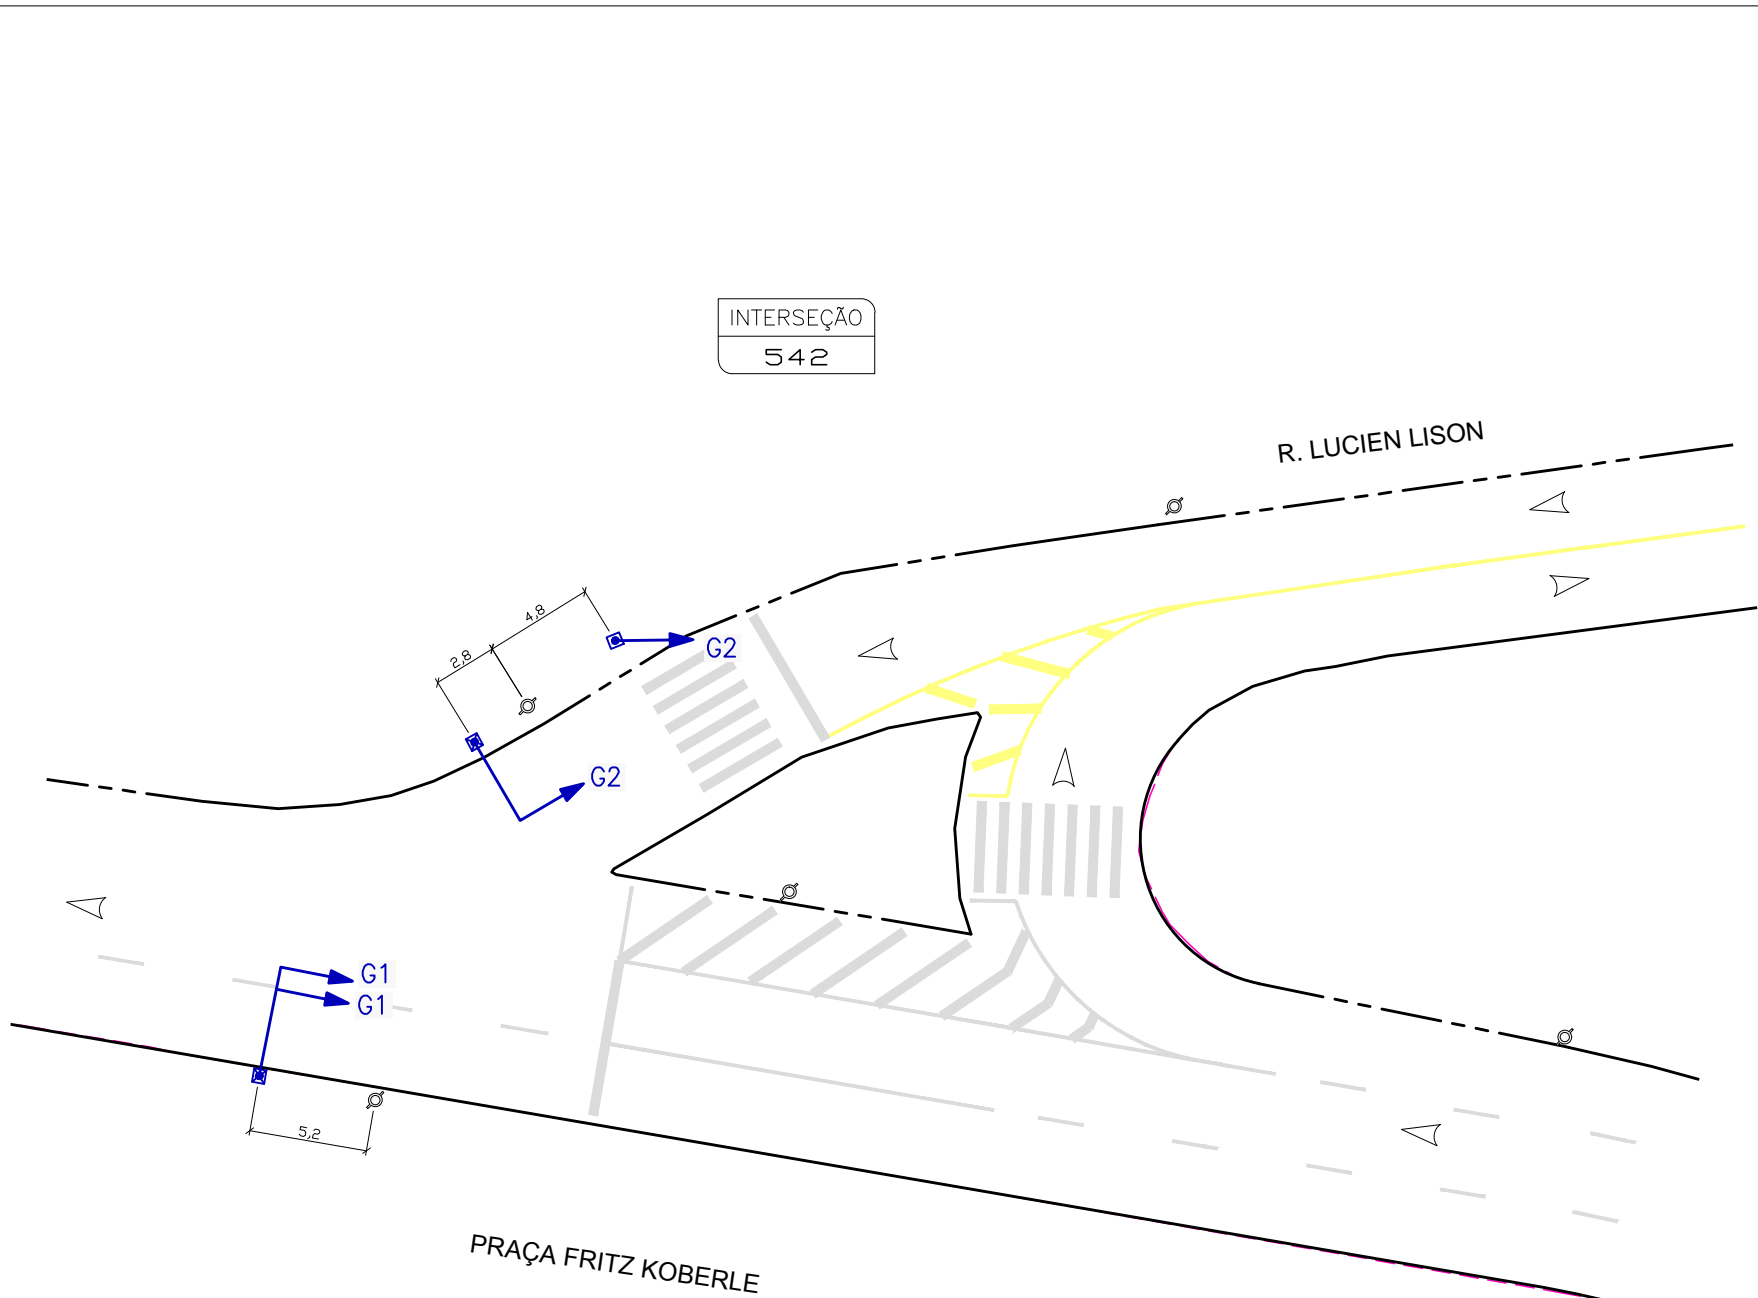 INTERSEÇÃO
542
R. LUCIEN LISON
4,8
2,8
G2
G2
G1
G1
5,2
PRAÇA FRITZ KOBERLE